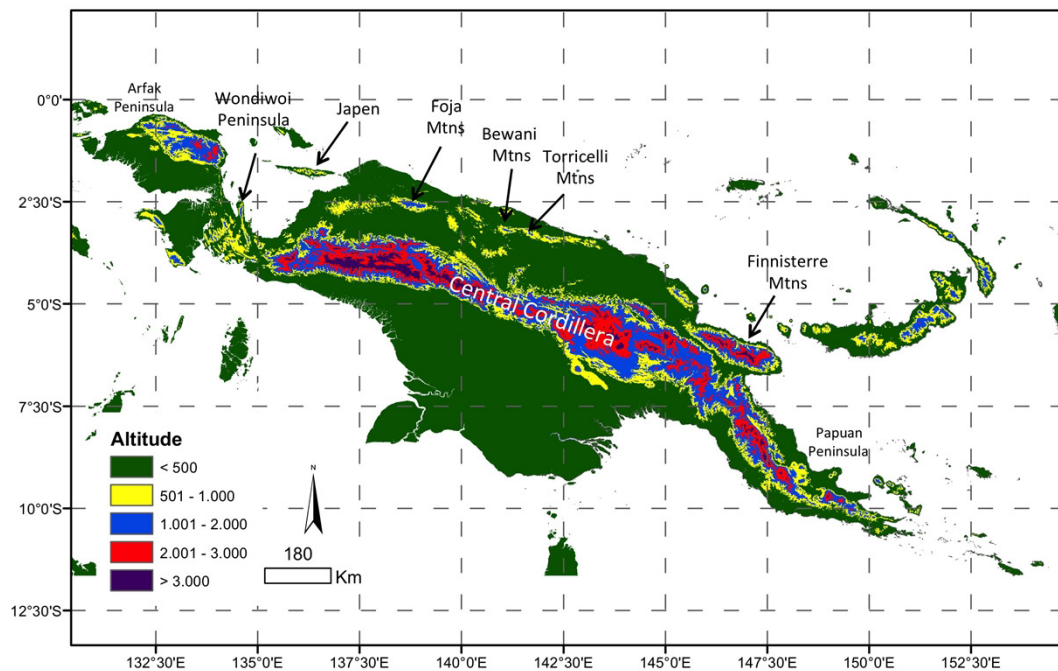 Arfak
Peninsula
Wondiwoi
Peninsula
Japen
Foja
Mtns
Bewani
Mtns
Torricelli
Mtns
Finnisterre
Mtns
Central Cordillera
Papuan
Peninsula
0°0'
2°30'S
5°0'S
7°30'S
10°0'S
12°30'S
Altitude
< 500
501 - 1.000
1.001 - 2.000
2.001 - 3.000
> 3.000
N
180
Km
132°30'E
135°0'E
137°30'E
140°0'E
142°30'E
145°0'E
147°30'E
150°0'E
152°30'E